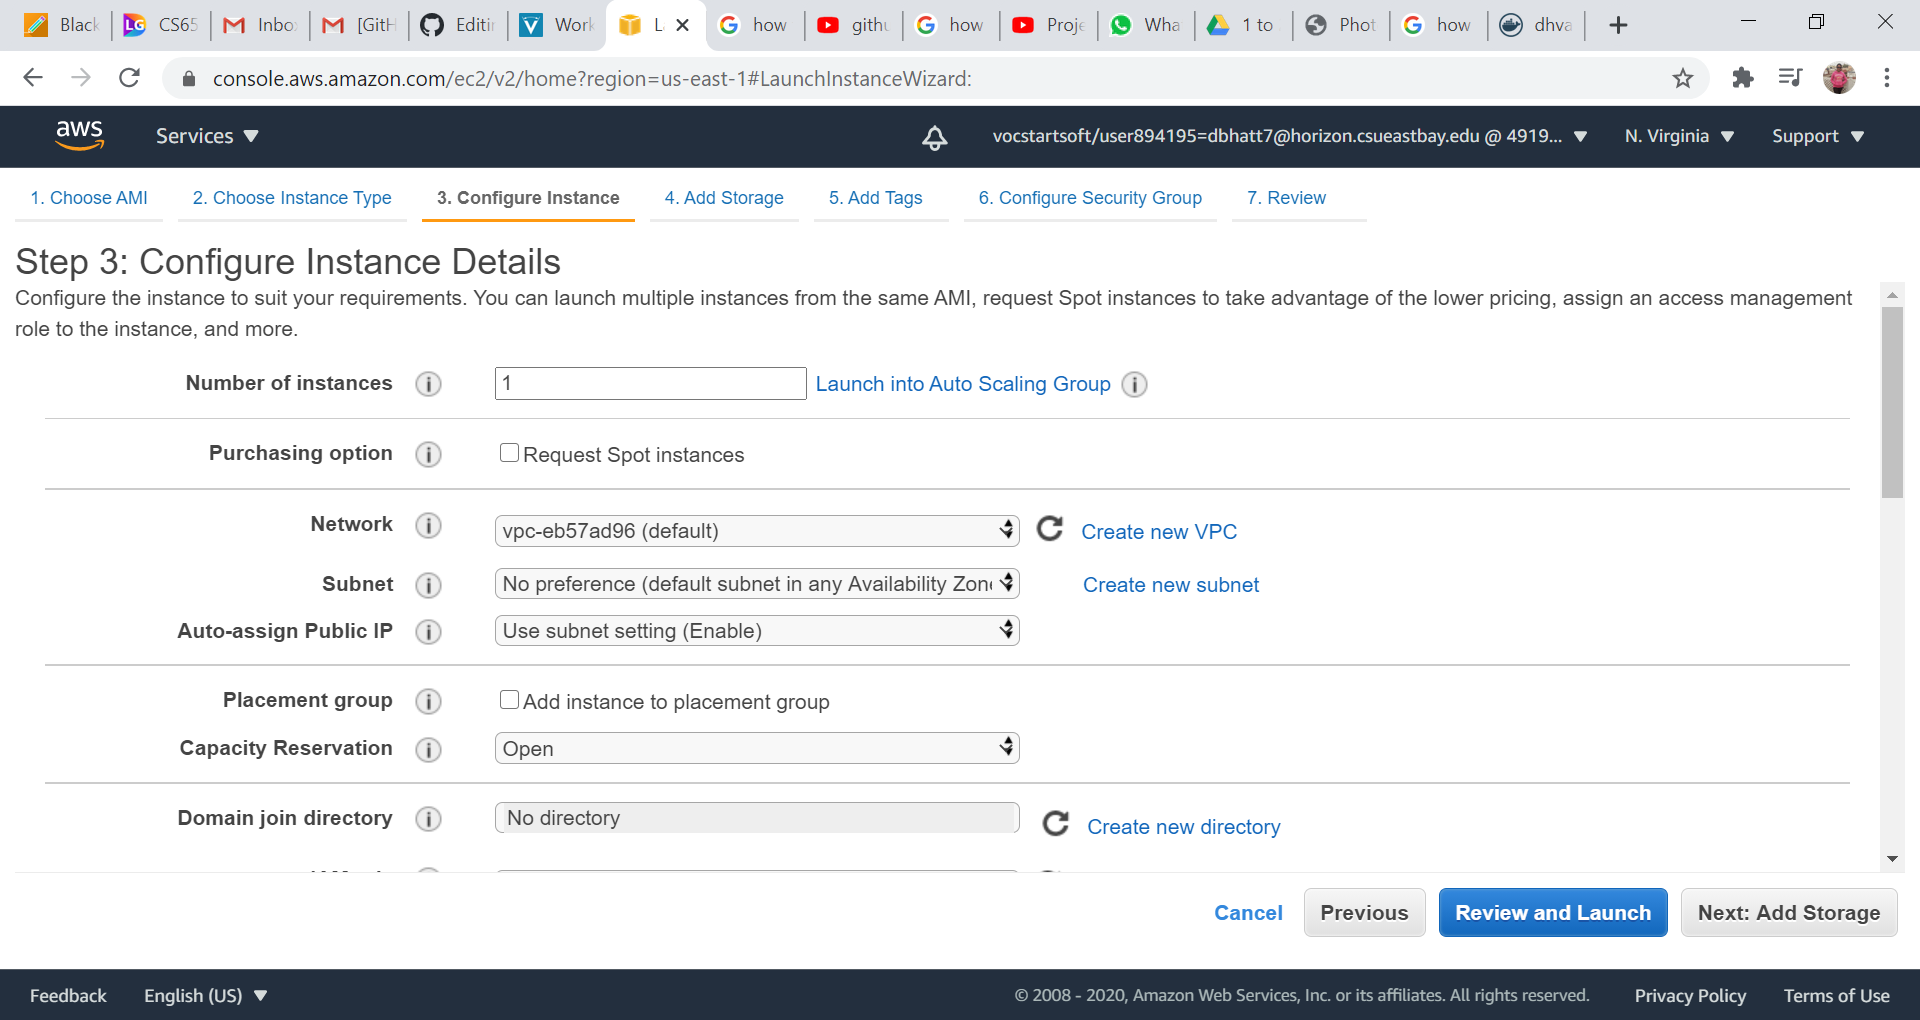 Black
CS65
Inbo
[GitH
Editin
Work
L
how
githu
how
Proje
Wha
1 to
Phot
how
dhva
console.aws.amazon.com/ec2/v2/home?region=us-east-1#LaunchInstanceWizard:
aws
Services
vocstartsoft/user894195=dbhatt7@horizon.csueastbay.edu @ 4919...
N. Virginia
Support
1. Choose AMI
2. Choose Instance Type
3. Configure Instance
4. Add Storage
5. Add Tags
6. Configure Security Group
7. Review
Step 3: Configure Instance Details
Configure the instance to suit your requirements. You can launch multiple instances from the same AMI, request Spot instances to take advantage of the lower pricing, assign an access management
role to the instance, and more.
Number of instances
1
Launch into Auto Scaling Group
Purchasing option
Request Spot instances
Network
vpc-eb57ad96 (default)
Create new VPC
Subnet
No preference (default subnet in any Availability Zon
Create new subnet
Auto-assign Public IP
Use subnet setting (Enable)
Placement group
Add instance to placement group
Capacity Reservation
Open
Domain join directory
No directory
Create new directory
Cancel
Previous
Review and Launch
Next: Add Storage
Feedback
English (US)
© 2008 - 2020, Amazon Web Services, Inc. or its affiliates. All rights reserved.
Privacy Policy
Terms of Use